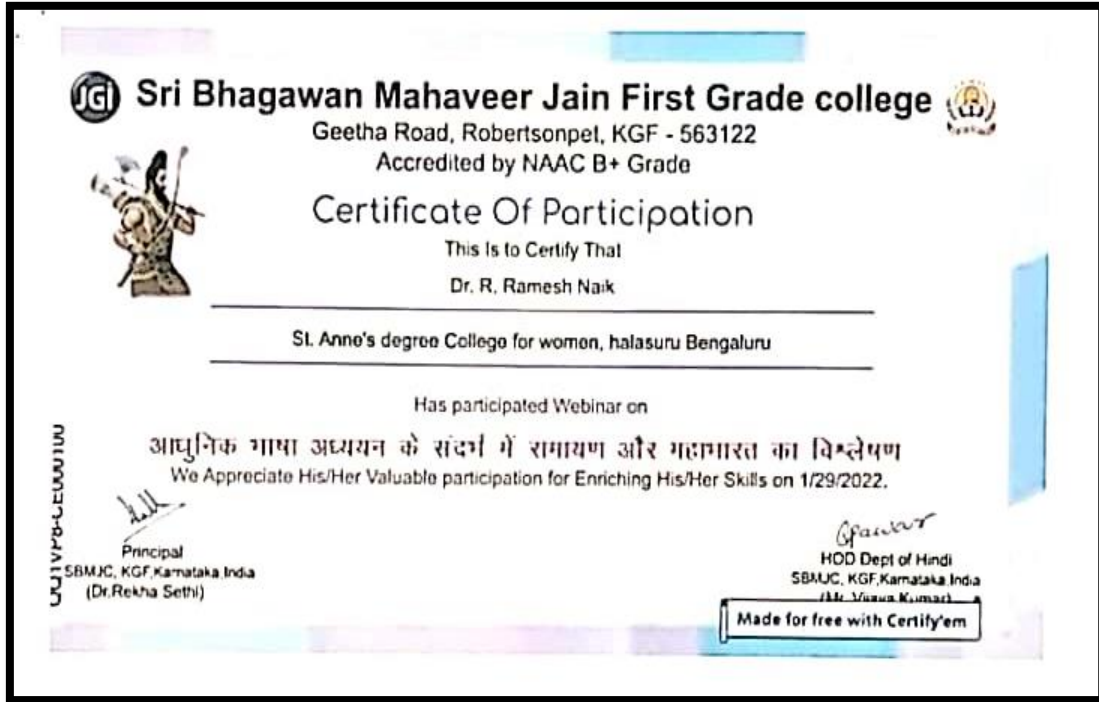 JGi Sri Bhagawan Mahaveer Jain First Grade college
Geetha Road, Robertsonpet, KGF - 563122
Accredited by NAAC B+ Grade
Certificate Of Participation
This Is to Certify That
Dr. R. Ramesh Naik
St. Anne's degree College for women, halasuru Bengaluru
Has participated Webinar on
आधुनिक भाषा अध्ययन के संदर्भ में रामायण और महाभारत का विश्लेषण
We Appreciate His/Her Valuable participation for Enriching His/Her Skills on 1/29/2022.
Principal
SBMJC, KGF,Karnataka,India
(Dr.Rekha Sethi)
HOD Dept of Hindi
SBMJC, KGF,Karnataka,India
(Mr. Vijaya Kumar)
Made for free with Certify'em